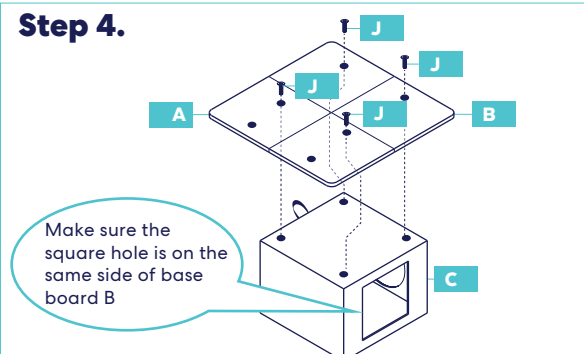 Step 4.
J
J
J
J
A
B
Make sure the
square hole is on the
same side of base
board B
C